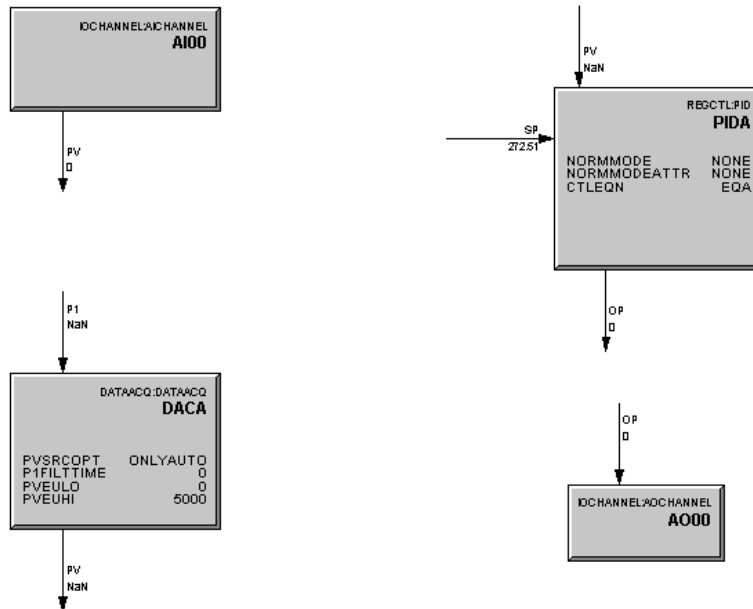 IOCHANNEL:AICHANNEL
AI00
PV
0
P1
NaN
DATAACQ:DATAACQ
DACA
PVSRCOPT ONLYAUTO
P1FILTTIME 0
PVEULO 0
PVEUHI 5000
PV
NaN
PV
NaN
SP
272.51
REGCTL:PID
PIDA
NORMMODE NONE
NORMMODEATTR NONE
CTLEQN EQA
OP
0
OP
0
IOCHANNEL:AOCHANNEL
AO00